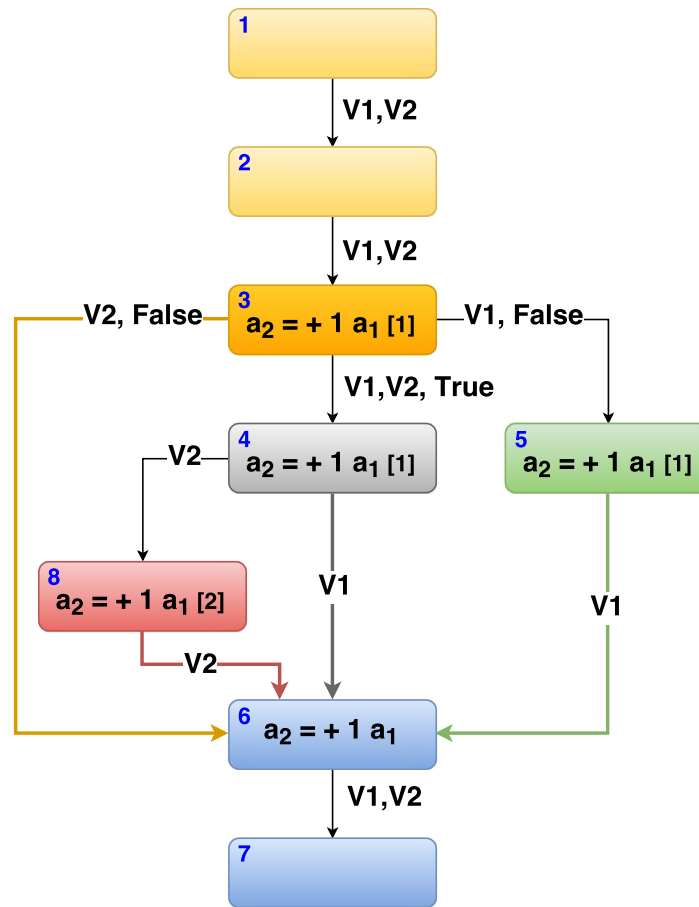 1
V1,V2
2
V1,V2
3
a₂ = + 1 a₁ [1]
V2, False
V1, False
V1,V2, True
4
a₂ = + 1 a₁ [1]
5
a₂ = + 1 a₁ [1]
V2
8
a₂ = + 1 a₁ [2]
V1
V1
V2
6
a₂ = + 1 a₁
V1,V2
7